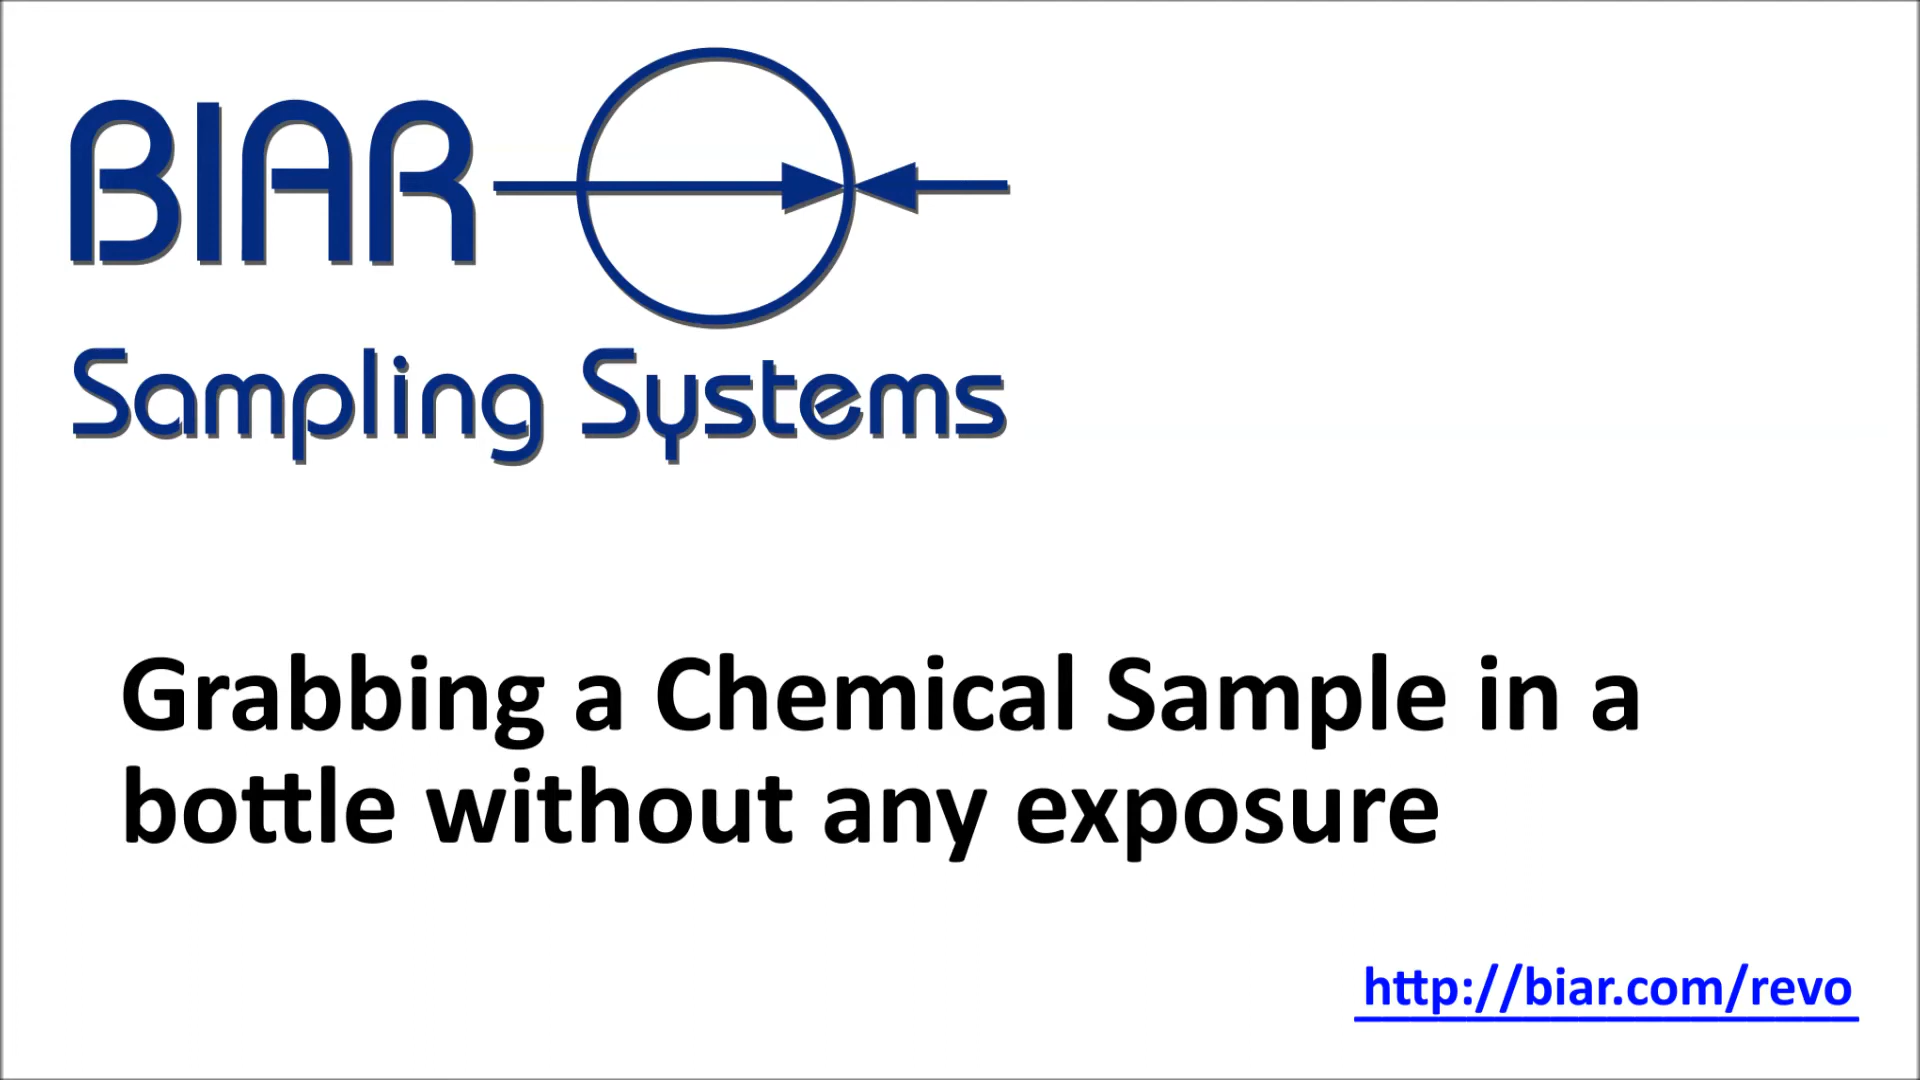 BIAR
Sampling Systems
Grabbing a Chemical Sample in a
bottle without any exposure
http://biar.com/revo